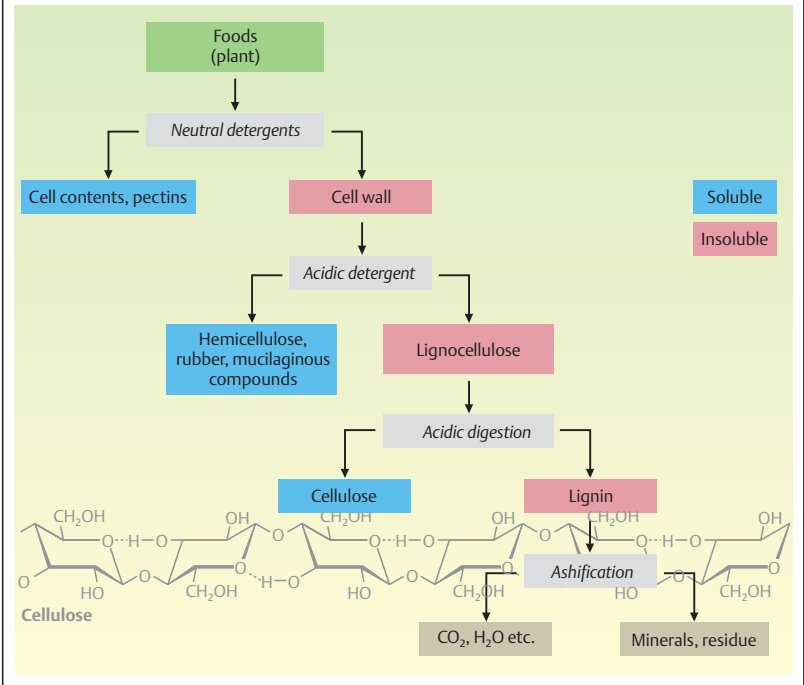 Foods
(plant)
Neutral detergents
Cell contents, pectins
Cell wall
Soluble
Insoluble
Acidic detergent
Hemicellulose,
rubber, mucilaginous
compounds
Lignocellulose
Acidic digestion
Cellulose
Lignin
CH₂OH
OH
CH₂OH
OH
CH₂OH
OH
O
H
O
O
O
H
O
O
O
H
O
O
O
O
O
H
O
O
O
O
O
HO
CH₂OH
HO
CH₂OH
HO
CH₂OH
Ashification
Cellulose
CO₂, H₂O etc.
Minerals, residue